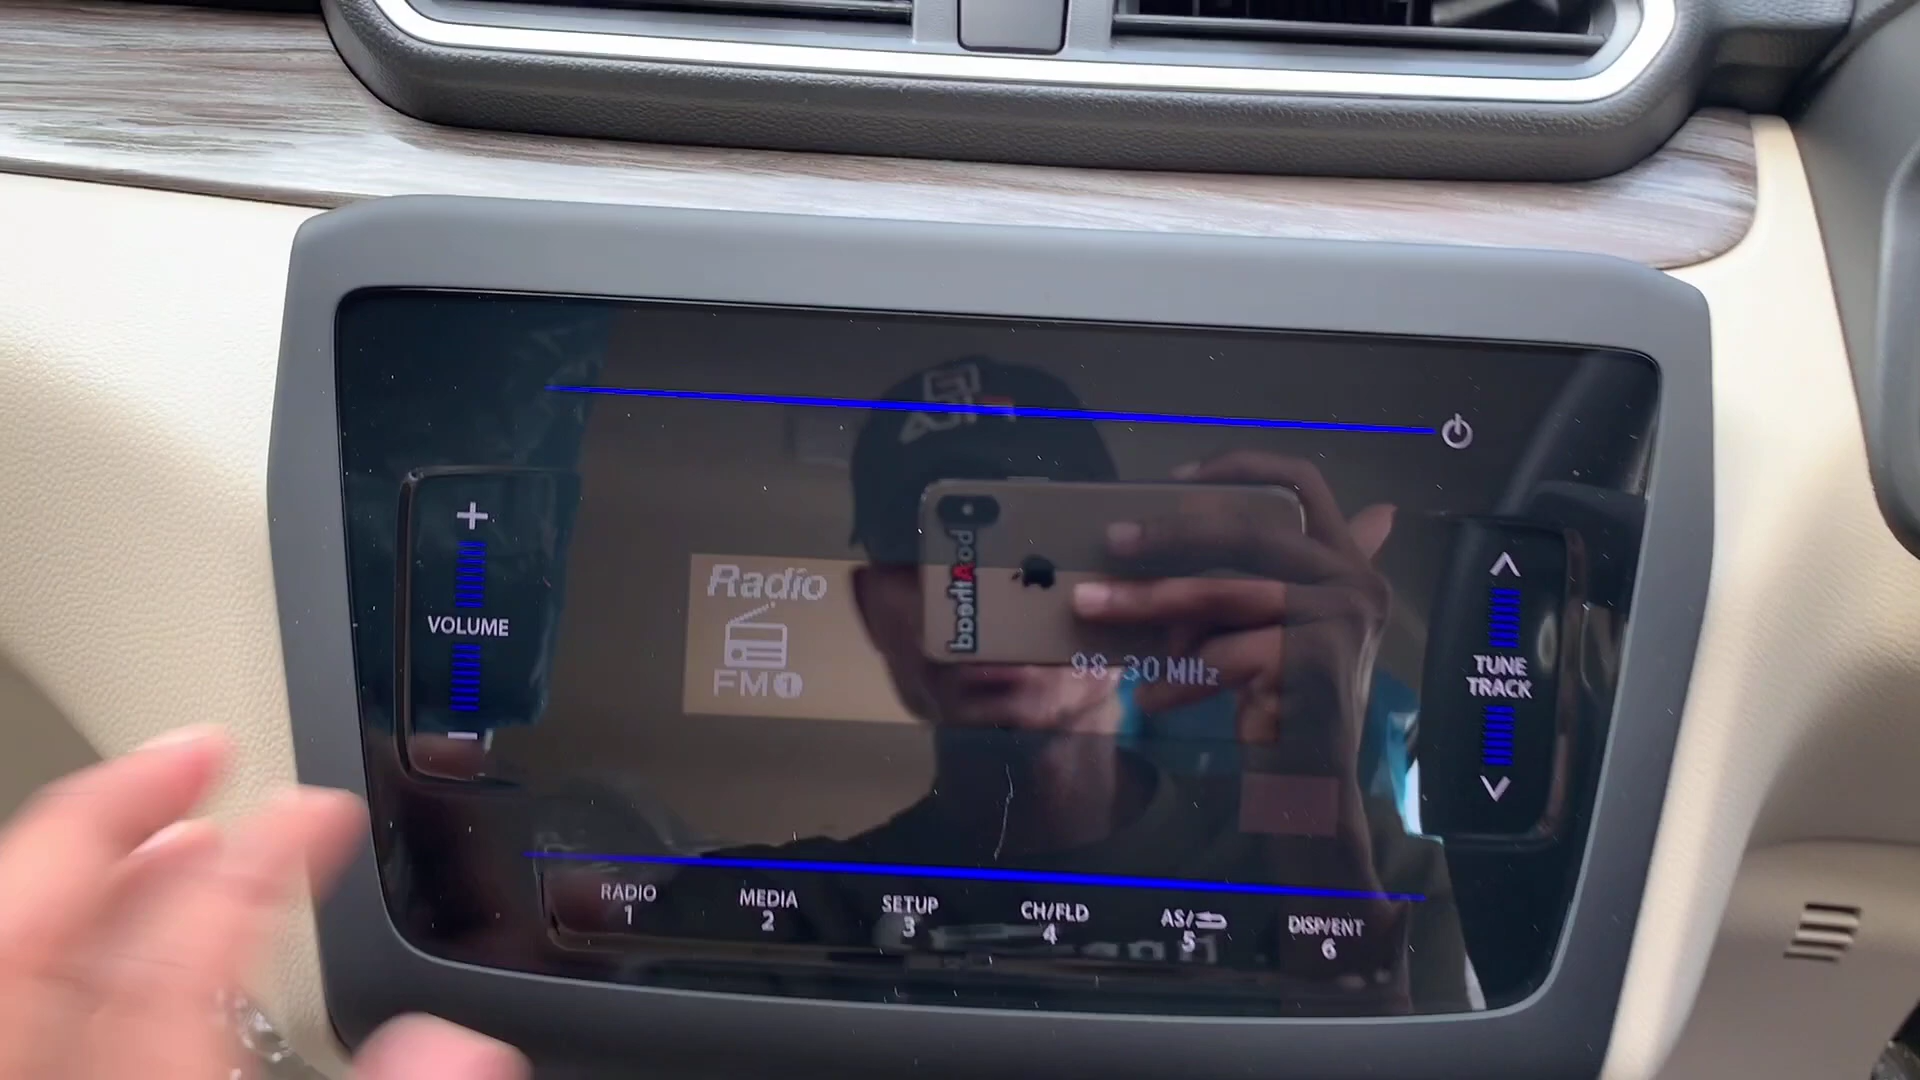 +
VOLUME
-
Radio
FM 1
98.30 MHz
TUNE
TRACK
RADIO
1
MEDIA
2
SETUP
3
CH/FLD
4
AS/
5
DISP/ENT
6